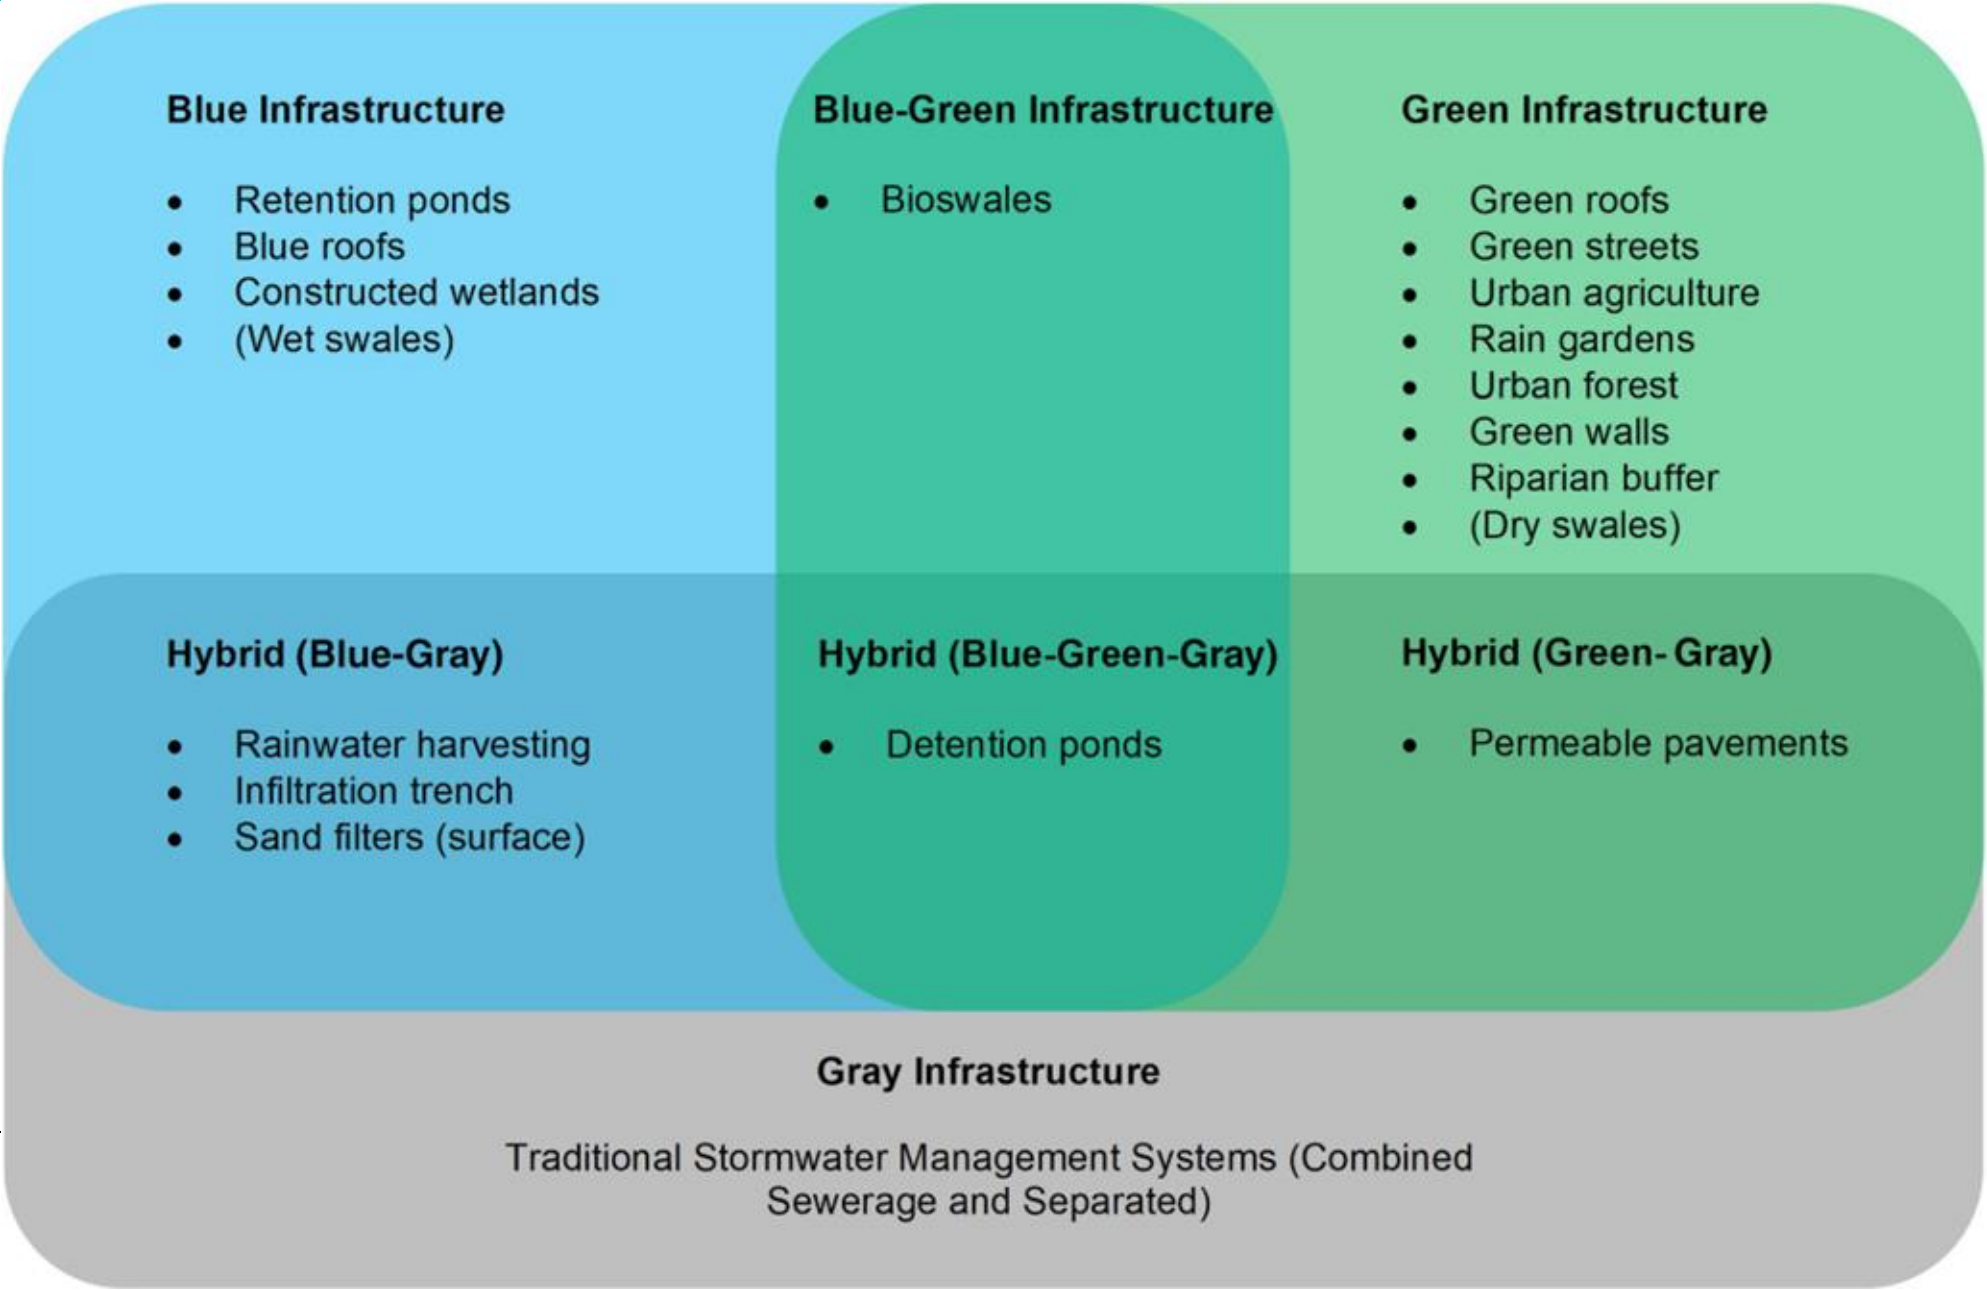 Blue Infrastructure
• Retention ponds
• Blue roofs
• Constructed wetlands
• (Wet swales)
Blue-Green Infrastructure
• Bioswales
Green Infrastructure
• Green roofs
• Green streets
• Urban agriculture
• Rain gardens
• Urban forest
• Green walls
• Riparian buffer
• (Dry swales)
Hybrid (Blue-Gray)
• Rainwater harvesting
• Infiltration trench
• Sand filters (surface)
Hybrid (Blue-Green-Gray)
• Detention ponds
Hybrid (Green- Gray)
• Permeable pavements
Gray Infrastructure
Traditional Stormwater Management Systems (Combined
Sewerage and Separated)